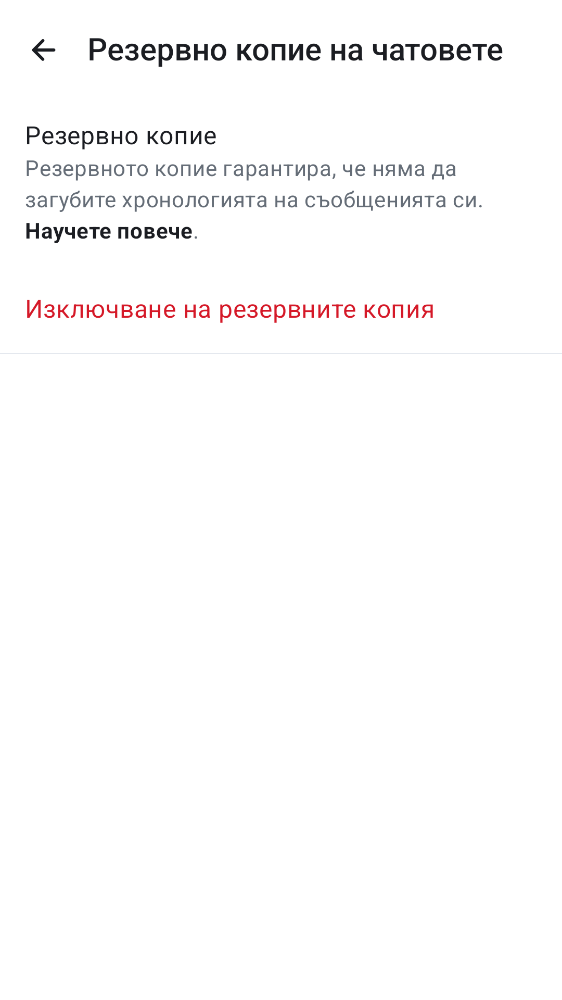 Резервно копие на чатовете
Резервно копие
Резервното копие гарантира, че няма да
загубите хронологията на съобщенията си.
Научете повече.
Изключване на резервните копия